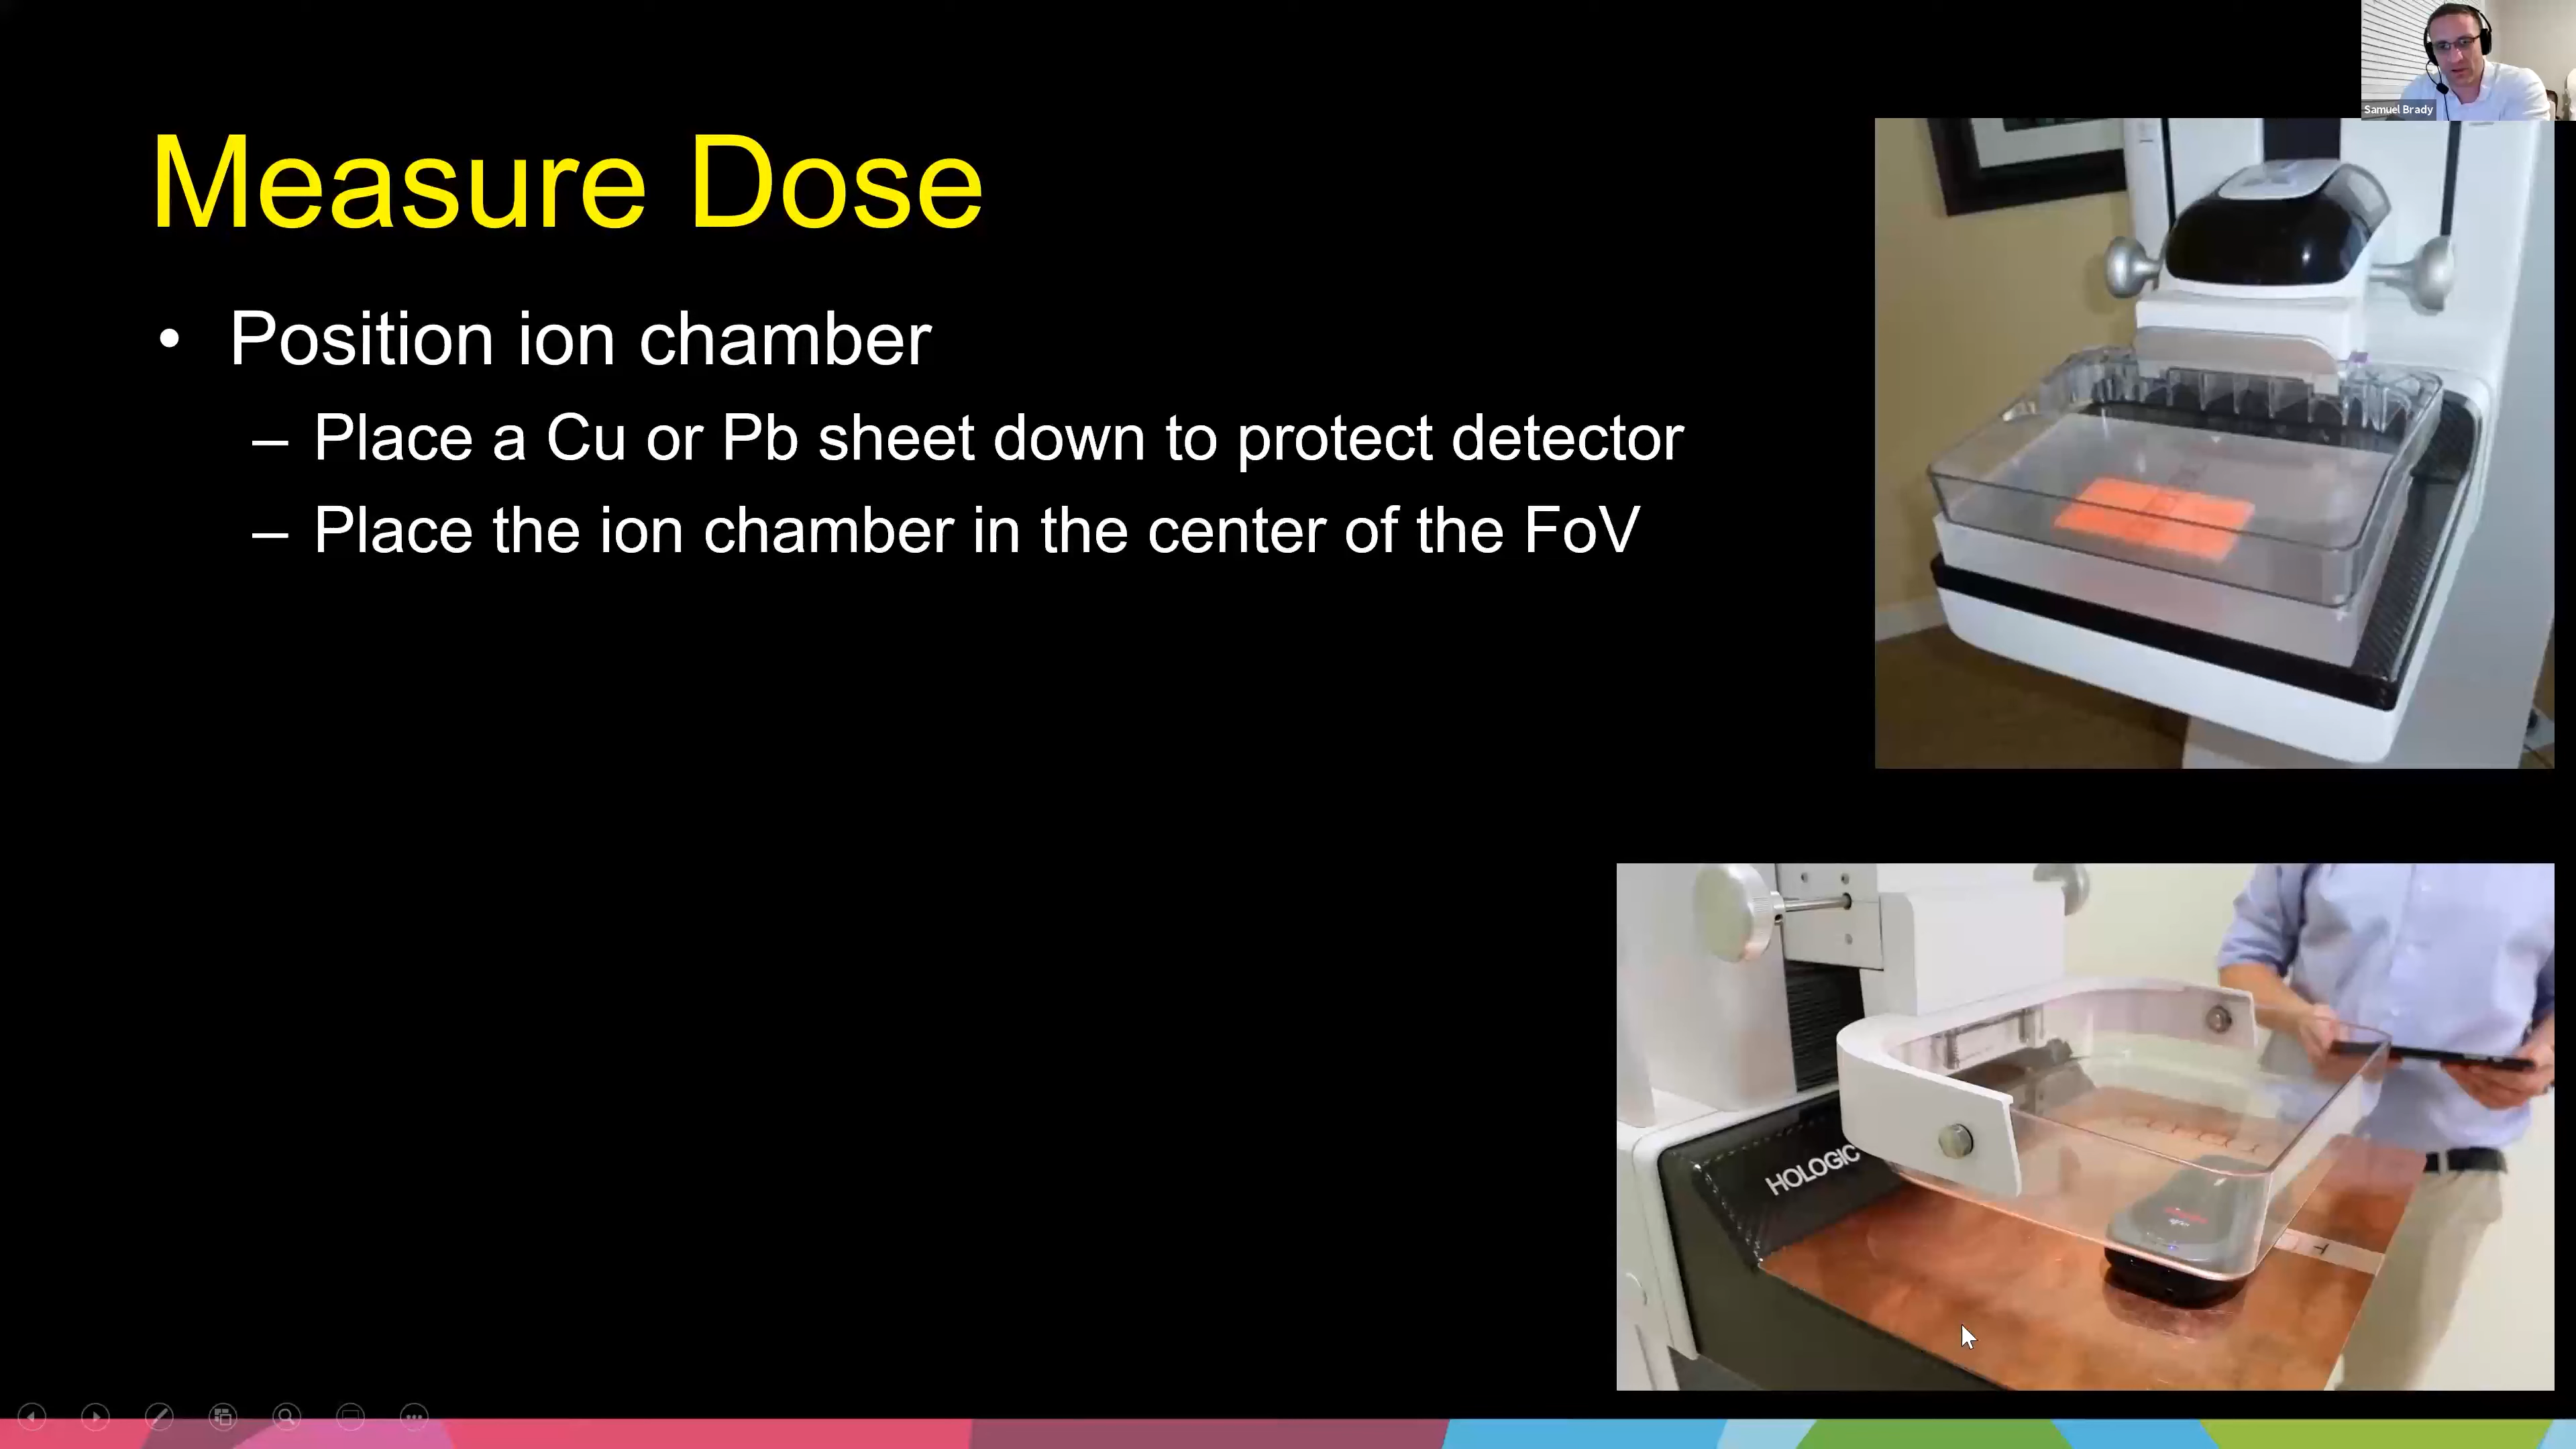 Samuel Brady
Measure Dose
• Position ion chamber
– Place a Cu or Pb sheet down to protect detector
– Place the ion chamber in the center of the FoV
HOLOGIC